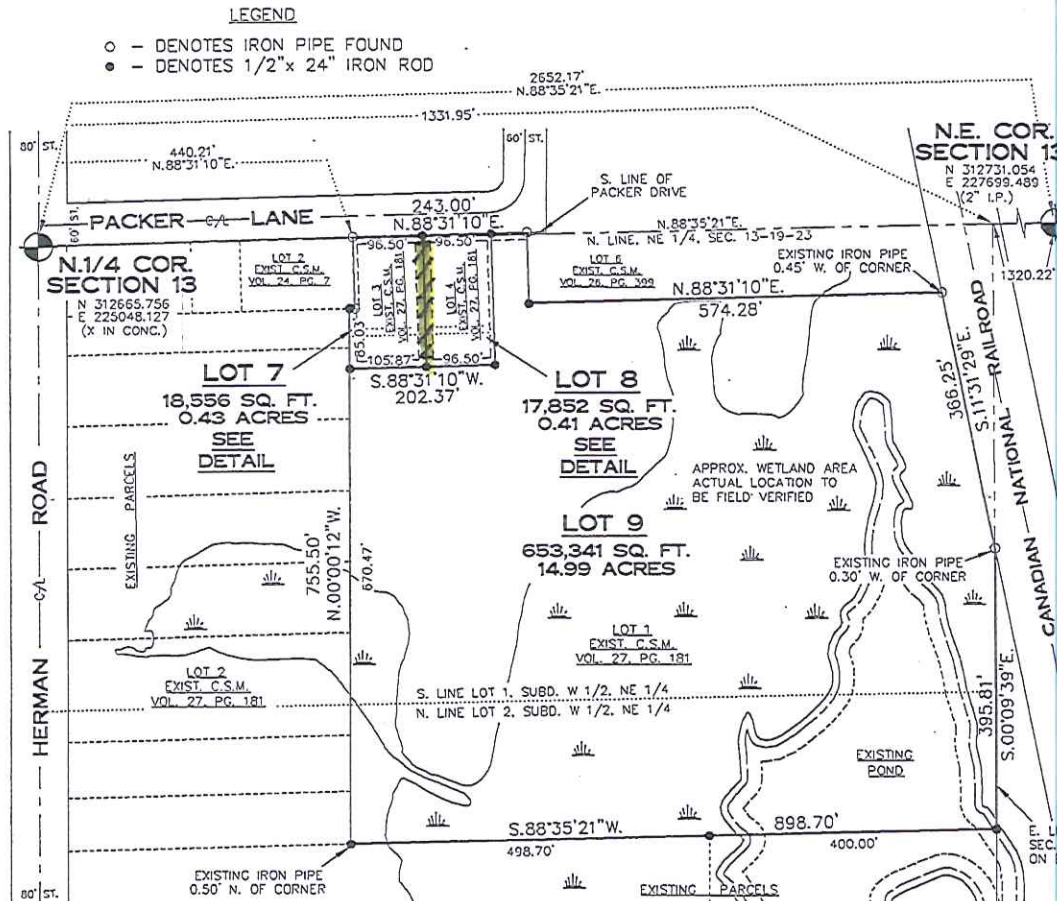 LEGEND
○ – DENOTES IRON PIPE FOUND
● – DENOTES 1/2"x 24" IRON ROD
2652.17'
N.88°35'21"E.
1331.95'
80' ST.
440.21'
N.88°31'10"E.
60' ST.
N.E. COR.
SECTION 13
N 312731.054
E 227699.489
(2" I.P.)
S. LINE OF
PACKER DRIVE
60' ST.
PACKER C/L LANE
243.00'
N.88°31'10"E.
N.88°35'21"E.
N. LINE, NE 1/4, SEC. 13-19-23
1320.22'
96.50'
96.50'
N.1/4 COR.
SECTION 13
N 312665.756
E 225048.127
(X IN CONC.)
LOT 2
EXIST. C.S.M.
VOL. 24, PG. 7
LOT 3
EXIST. C.S.M.
VOL. 27, PG. 181
LOT 4
EXIST. C.S.M.
VOL. 27, PG. 181
LOT 6
EXIST. C.S.M.
VOL. 26, PG. 399
EXISTING IRON PIPE
0.45' W. OF CORNER
N.88°31'10"E.
574.28'
85.03'
105.87'
96.50'
S.88°31'10"W.
202.37'
LOT 7
18,556 SQ. FT.
0.43 ACRES
SEE
DETAIL
LOT 8
17,852 SQ. FT.
0.41 ACRES
SEE
DETAIL
366.25'
S.11°31'29"E.
CANADIAN NATIONAL RAILROAD
APPROX. WETLAND AREA
ACTUAL LOCATION TO
BE FIELD VERIFIED
LOT 9
653,341 SQ. FT.
14.99 ACRES
HERMAN C/L ROAD
EXISTING PARCELS
755.50'
N.00°00'12"W.
670.47'
EXISTING IRON PIPE
0.30' W. OF CORNER
LOT 1
EXIST. C.S.M.
VOL. 27, PG. 181
LOT 2
EXIST. C.S.M.
VOL. 27, PG. 181
S. LINE LOT 1, SUBD. W 1/2, NE 1/4
N. LINE LOT 2, SUBD. W 1/2, NE 1/4
395.81'
S.00°09'39"E.
EXISTING
POND
S.88°35'21"W.
898.70'
498.70'
400.00'
E. L
SEC.
ON
EXISTING IRON PIPE
0.50' N. OF CORNER
EXISTING PARCELS
80' ST.